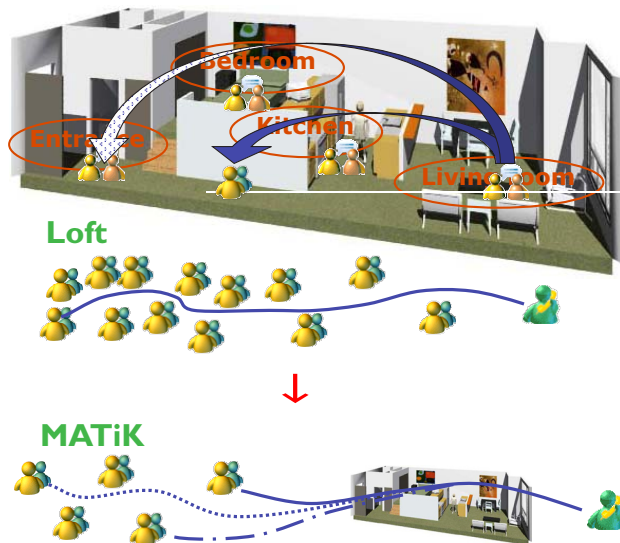 Bedroom
Entrance
Kitchen
Living room
Loft
MATiK